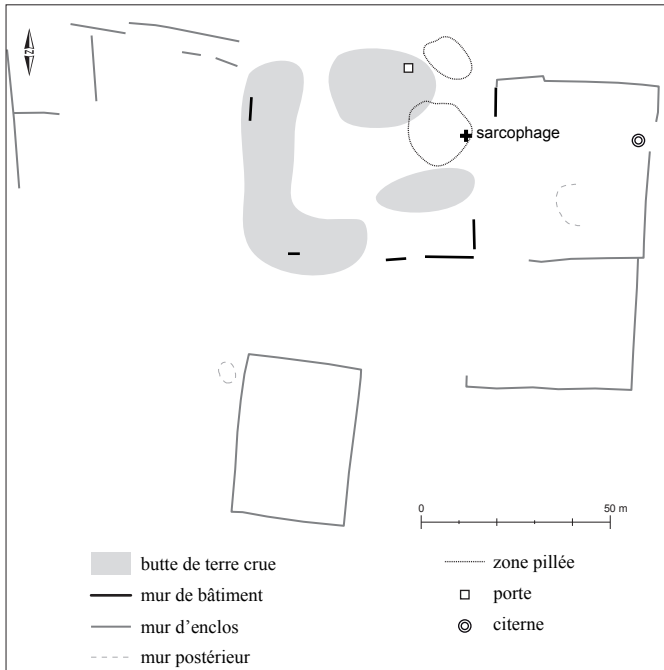 N
sarcophage
0 50 m
butte de terre crue
mur de bâtiment
mur d’enclos
mur postérieur
zone pillée
porte
citerne